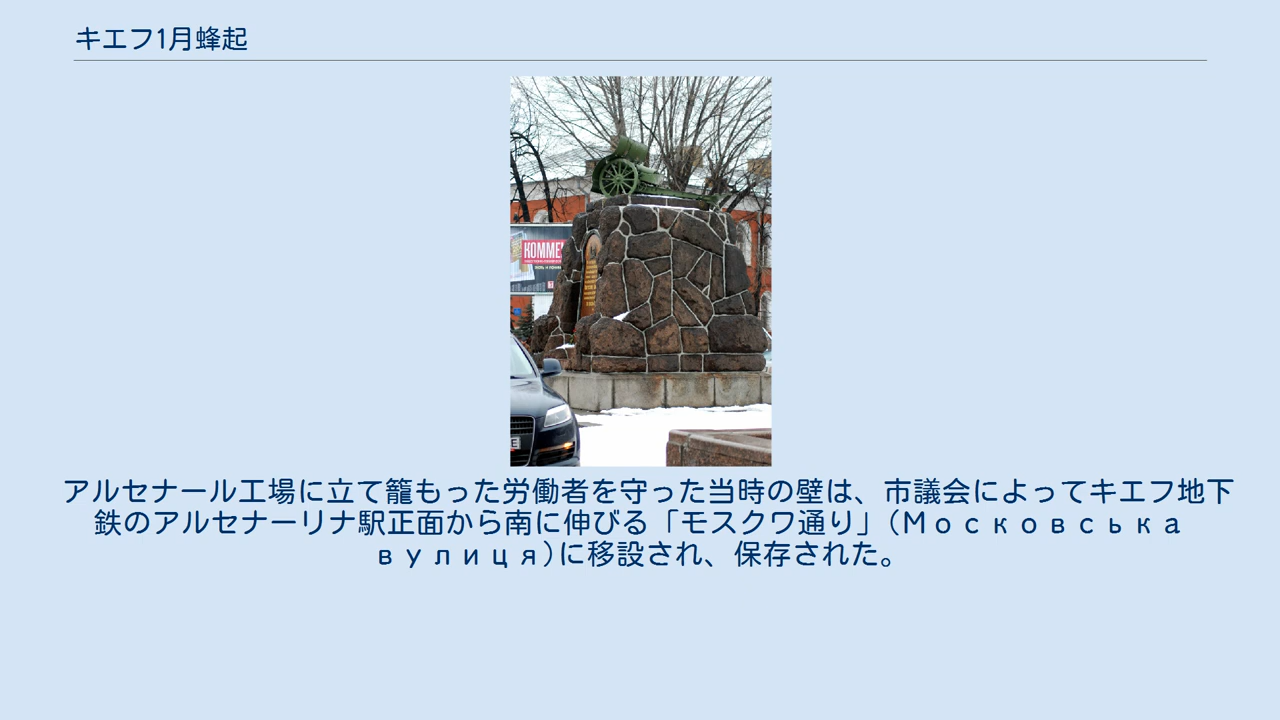 キエフ1月蜂起
КОММЕ
アルセナール工場に立て籠もった労働者を守った当時の壁は、市議会によってキエフ地下
鉄のアルセナーリナ駅正面から南に伸びる「モスクワ通り」(Московська
вулиця)に移設され、保存された。